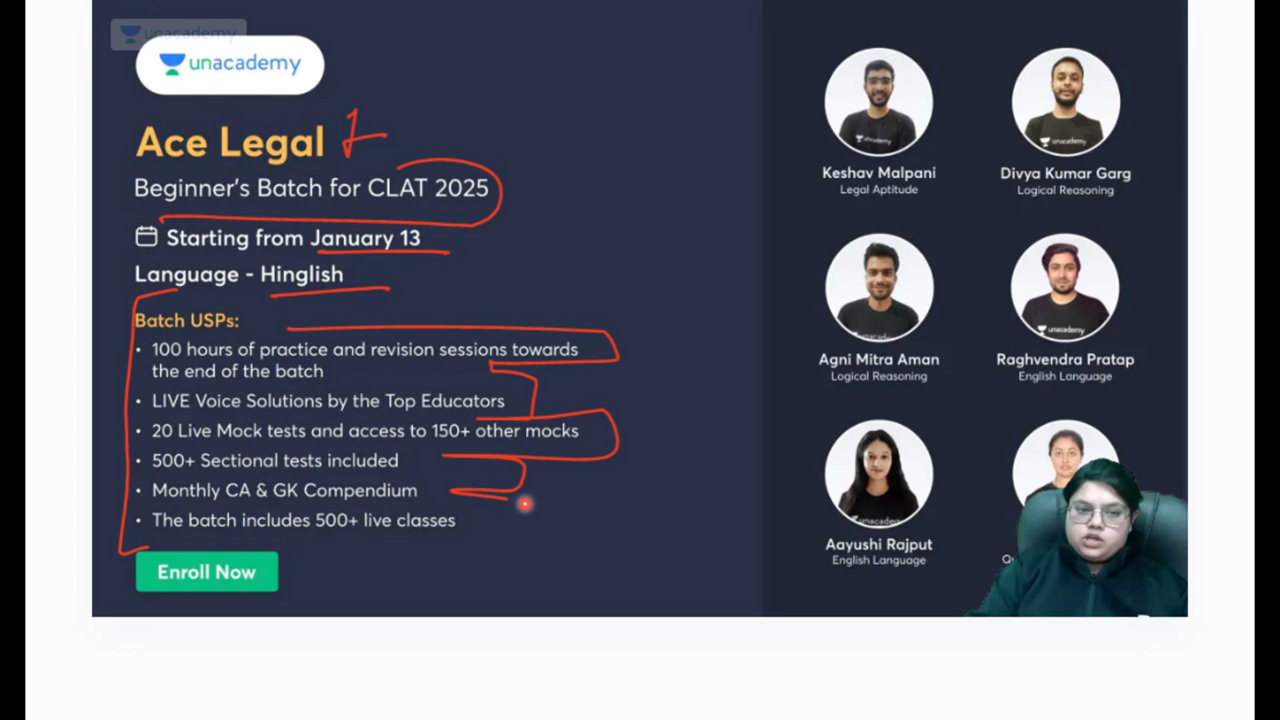 unacademy
unacademy
Ace Legal
Beginner's Batch for CLAT 2025
Starting from January 13
Language - Hinglish
Batch USPs:
• 100 hours of practice and revision sessions towards
the end of the batch
• LIVE Voice Solutions by the Top Educators
• 20 Live Mock tests and access to 150+ other mocks
• 500+ Sectional tests included
• Monthly CA & GK Compendium
• The batch includes 500+ live classes
Enroll Now
Keshav Malpani
Legal Aptitude
Divya Kumar Garg
Logical Reasoning
Agni Mitra Aman
Logical Reasoning
Raghvendra Pratap
English Language
Aayushi Rajput
English Language